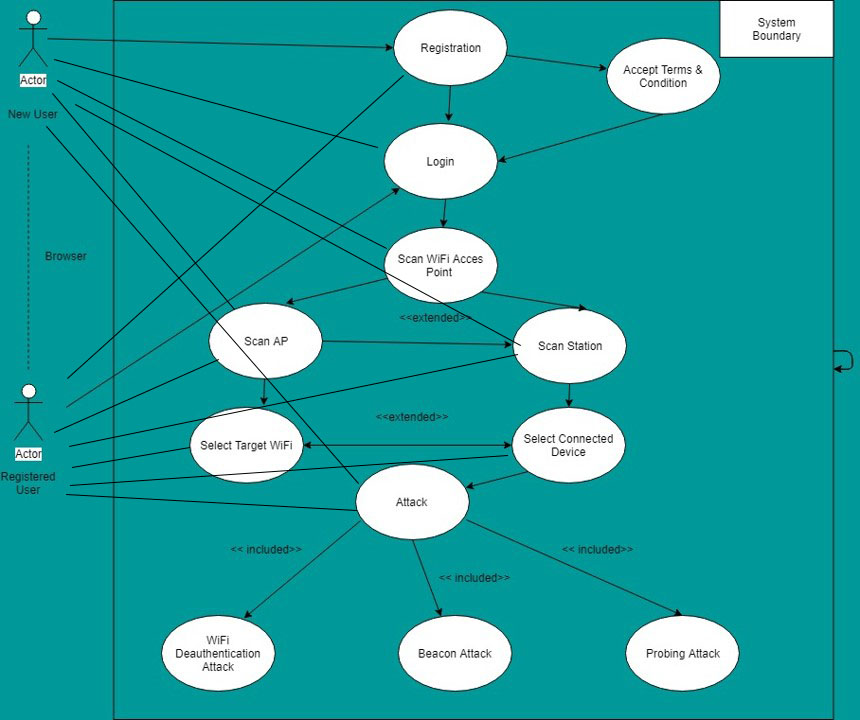 System
Boundary
Registration
Accept Terms &
Condition
Actor
New User
Login
Browser
Scan WiFi Acces
Point
<<extended>>
Scan AP
Scan Station
<<extended>>
Actor
Registered
User
Select Target WiFi
Select Connected
Device
Attack
<< included>>
<< included>>
<< included>>
WiFi
Deauthentication
Attack
Beacon Attack
Probing Attack